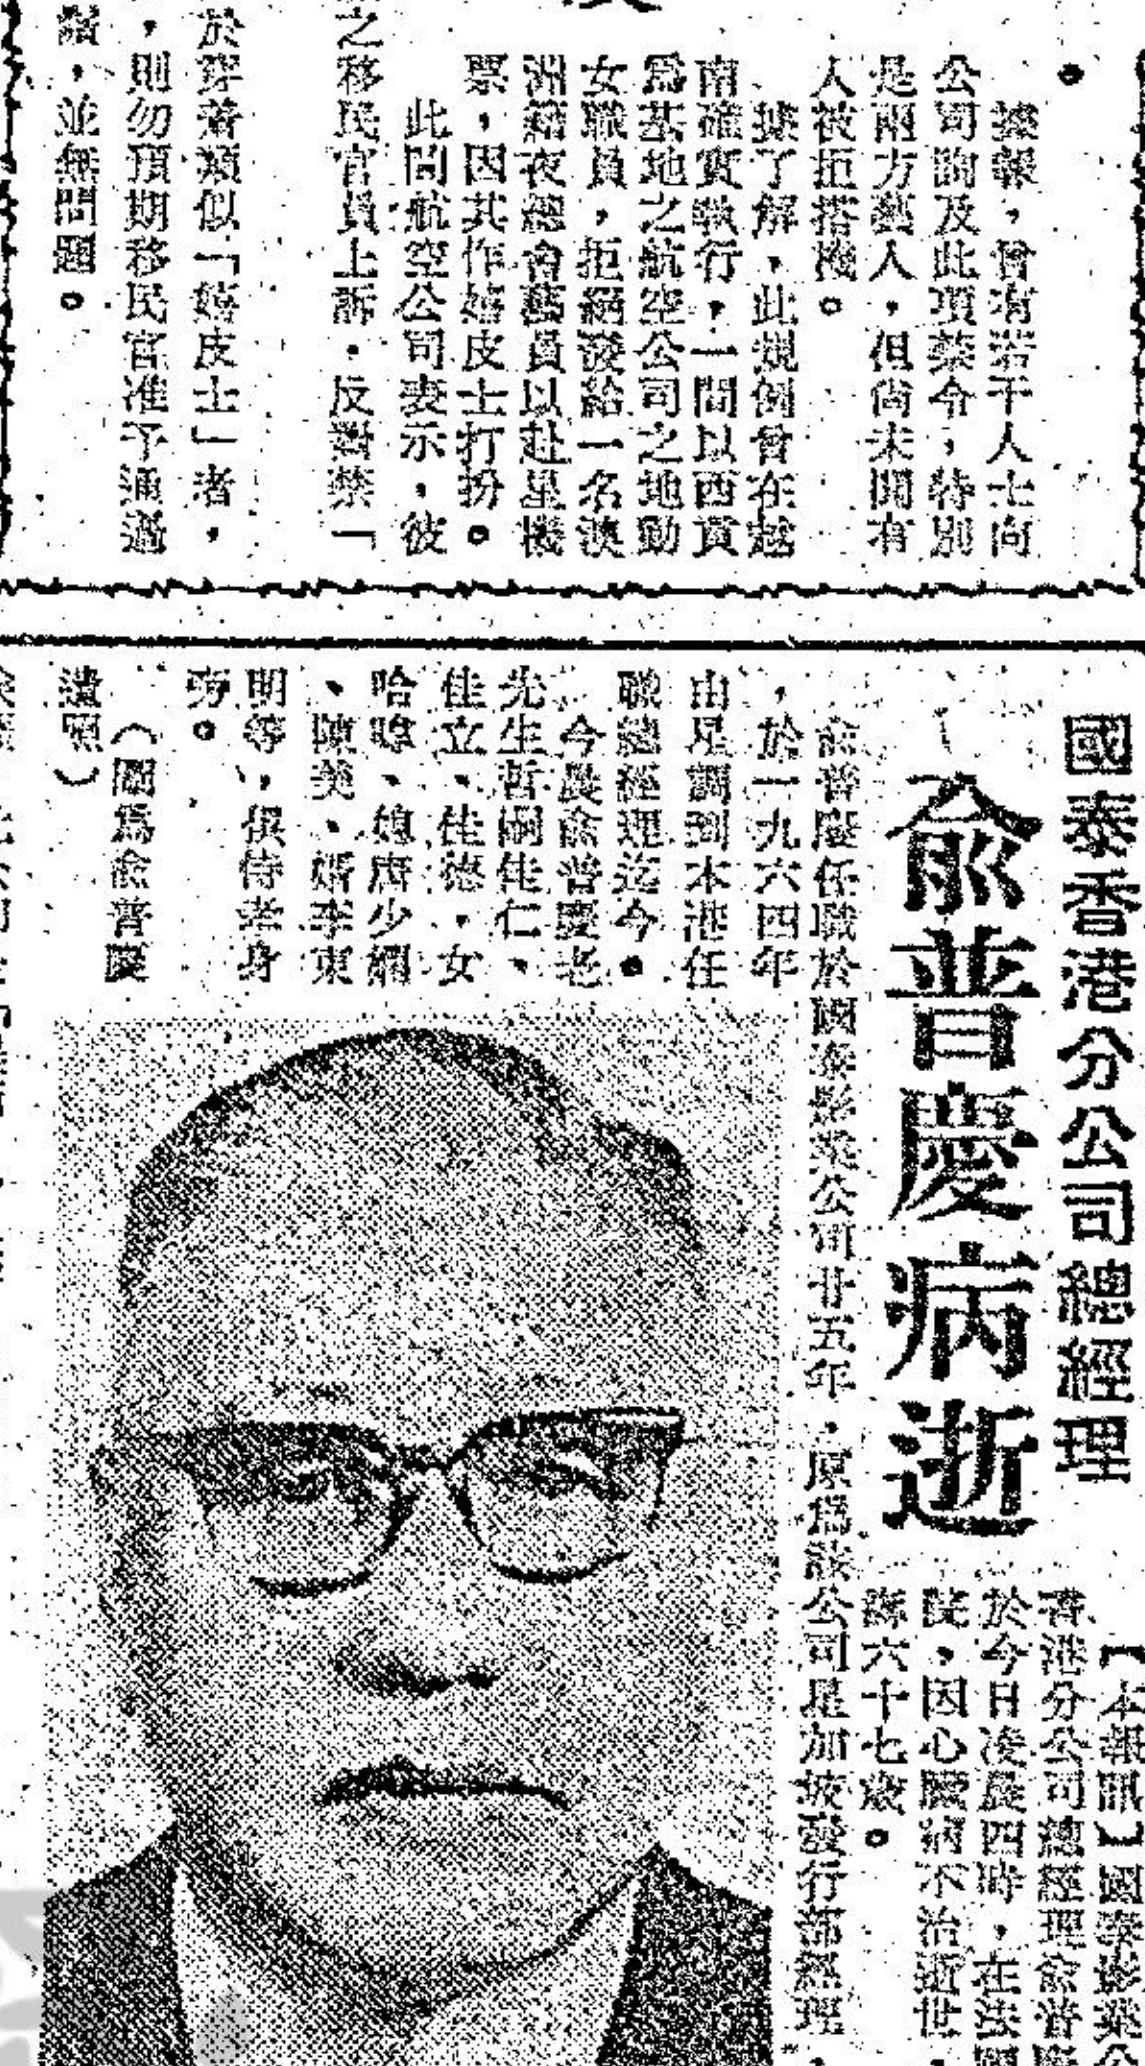 據報，曾有若干人士向
公司詢及此項禁令，特別
是兩方藝人，但尚未聞有
人被拒搭機。
據了解，此規例曾在越
南確實執行，一間以西貢
為基地之航空公司之地勤
女職員，拒絕發給一名澳
洲籍夜總會藝員以赴星機
票，因其作嬉皮士打扮。
此間航空公司表示，彼
之移民官員上訴．反對禁「
於穿着類似「嬉皮士」者，
，則勿預期移民官准予通過
，並無問題。
國泰香港分公司總經理
俞普慶病逝
【本報訊】國泰影業公
香港分公司總經理俞普慶
於今日凌晨四時，在法國
院，因心臟病不治逝世，
六十七歲。
俞普慶任職於國泰影業公司廿五年，原為該公司星加坡發行部經理，
，於一九六四年
由星調到本港任
職總經理迄今。
今晨俞普慶老
先生哲嗣佳仁、
佳立、佳德，女
哈、媳唐少
、陳美、婿李東
明等，俱侍老身
旁。
（圖為俞普慶
遺照）